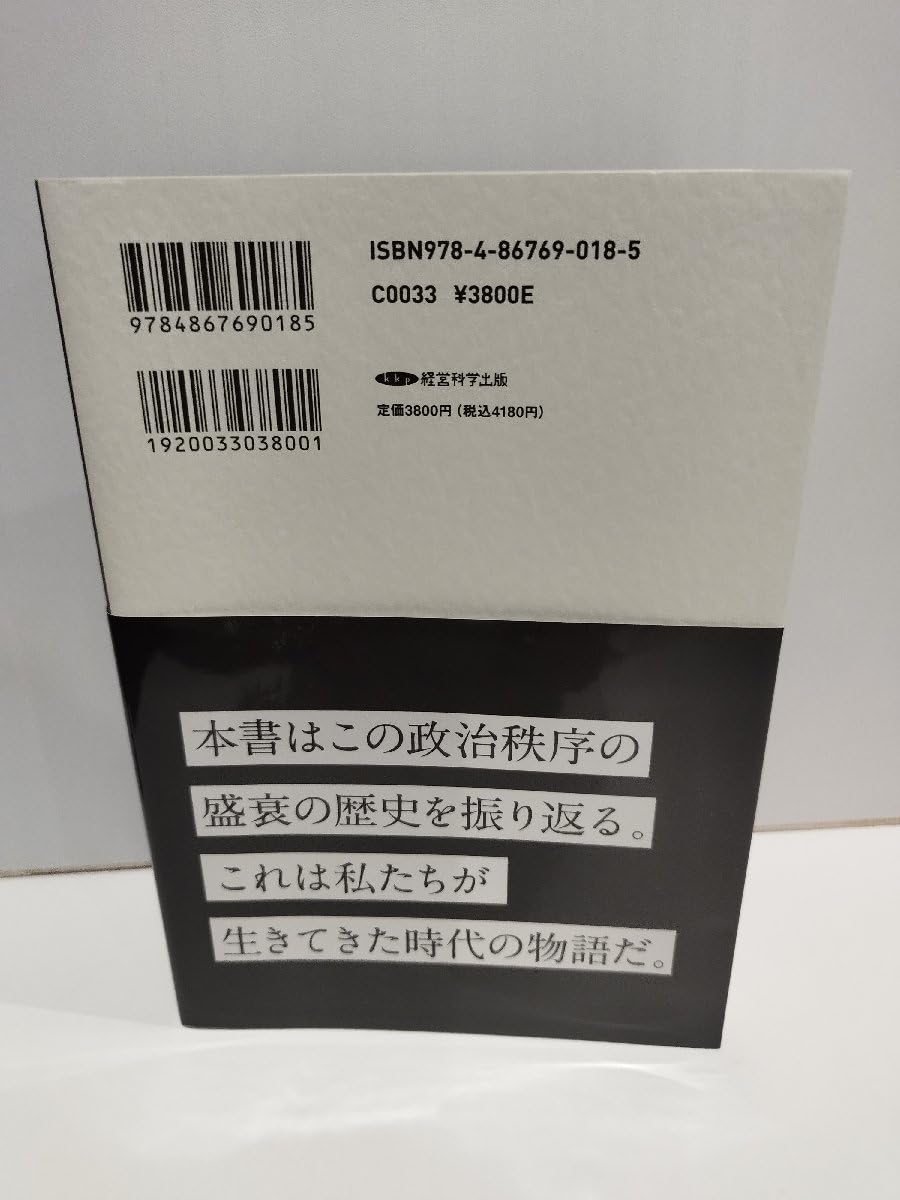 ISBN978-4-86769-018-5
C0033 ¥3800E
9784867690185
kkp 経営科学出版
定価3800円(税込4180円)
1920033038001
本書はこの政治秩序の
盛衰の歴史を振り返る。
これは私たちが
生きてきた時代の物語だ。